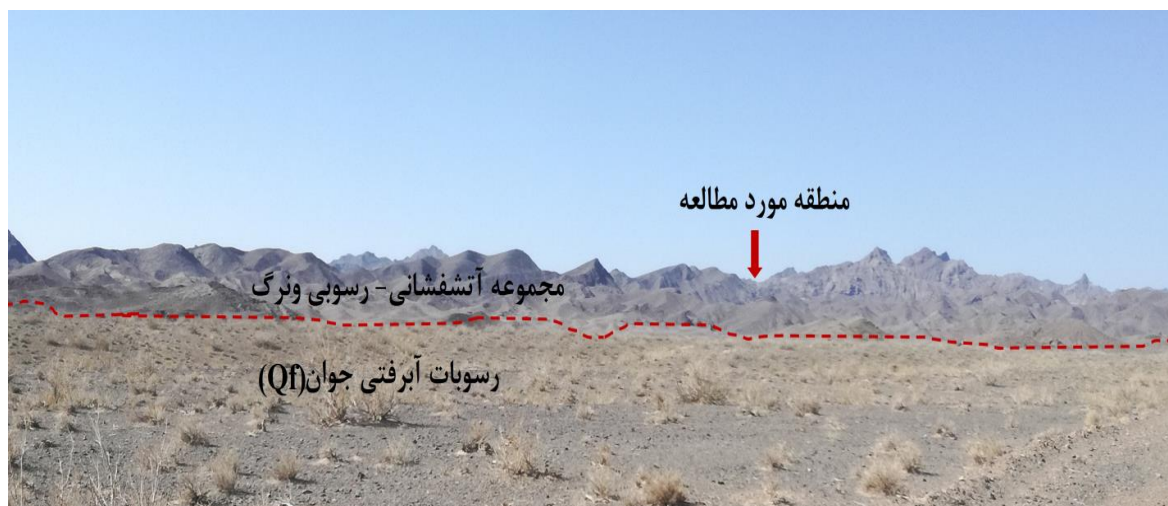 منطقه مورد مطالعه
مجموعه آتشفشانی- رسوبی ونرگ
رسوبات آبرفتی جوان(Qf)